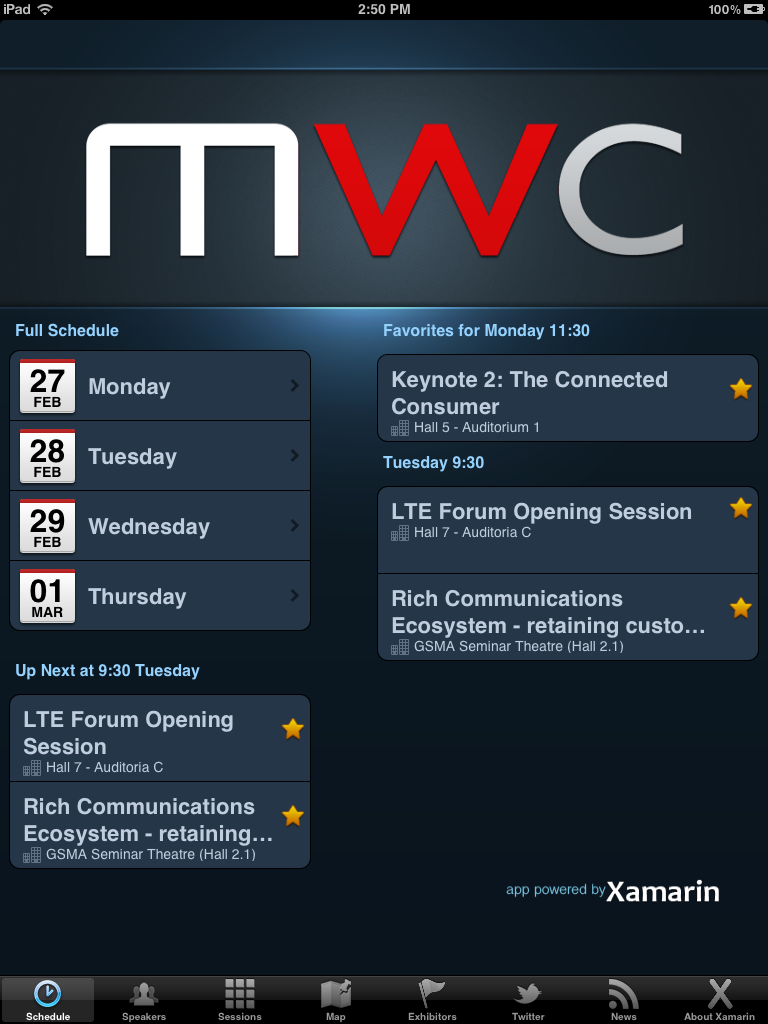 iPad 2:50 PM 100%
mwc
Full Schedule
27
FEB
Monday
28
FEB
Tuesday
29
FEB
Wednesday
01
MAR
Thursday
Up Next at 9:30 Tuesday
LTE Forum Opening
Session
Hall 7 - Auditoria C
Rich Communications
Ecosystem - retaining...
GSMA Seminar Theatre (Hall 2.1)
Favorites for Monday 11:30
Keynote 2: The Connected
Consumer
Hall 5 - Auditorium 1
Tuesday 9:30
LTE Forum Opening Session
Hall 7 - Auditoria C
Rich Communications
Ecosystem - retaining custo...
GSMA Seminar Theatre (Hall 2.1)
app powered by Xamarin
Schedule Speakers Sessions Map Exhibitors Twitter News About Xamarin